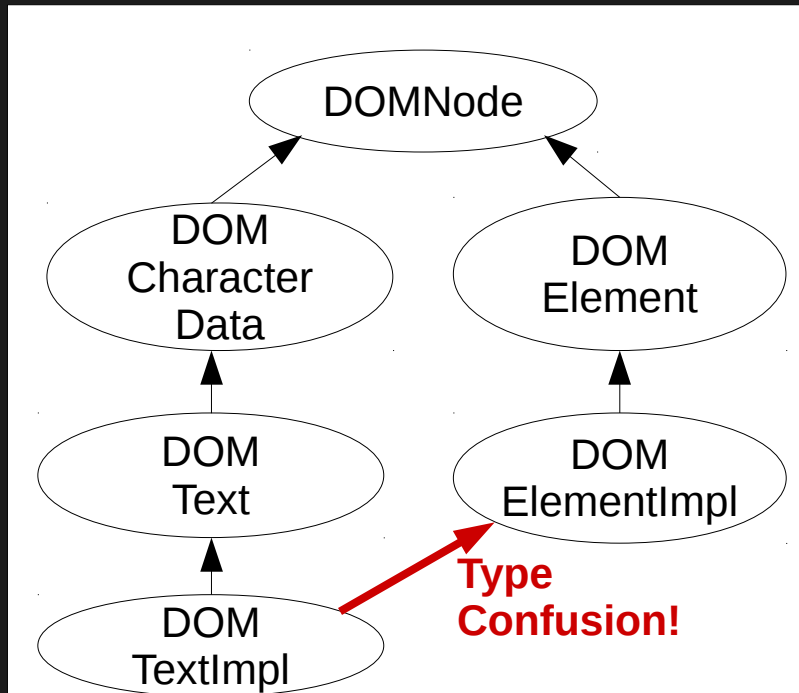 DOMNode
DOM
Character
Data
DOM
Element
DOM
Text
DOM
ElementImpl
Type
Confusion!
DOM
TextImpl